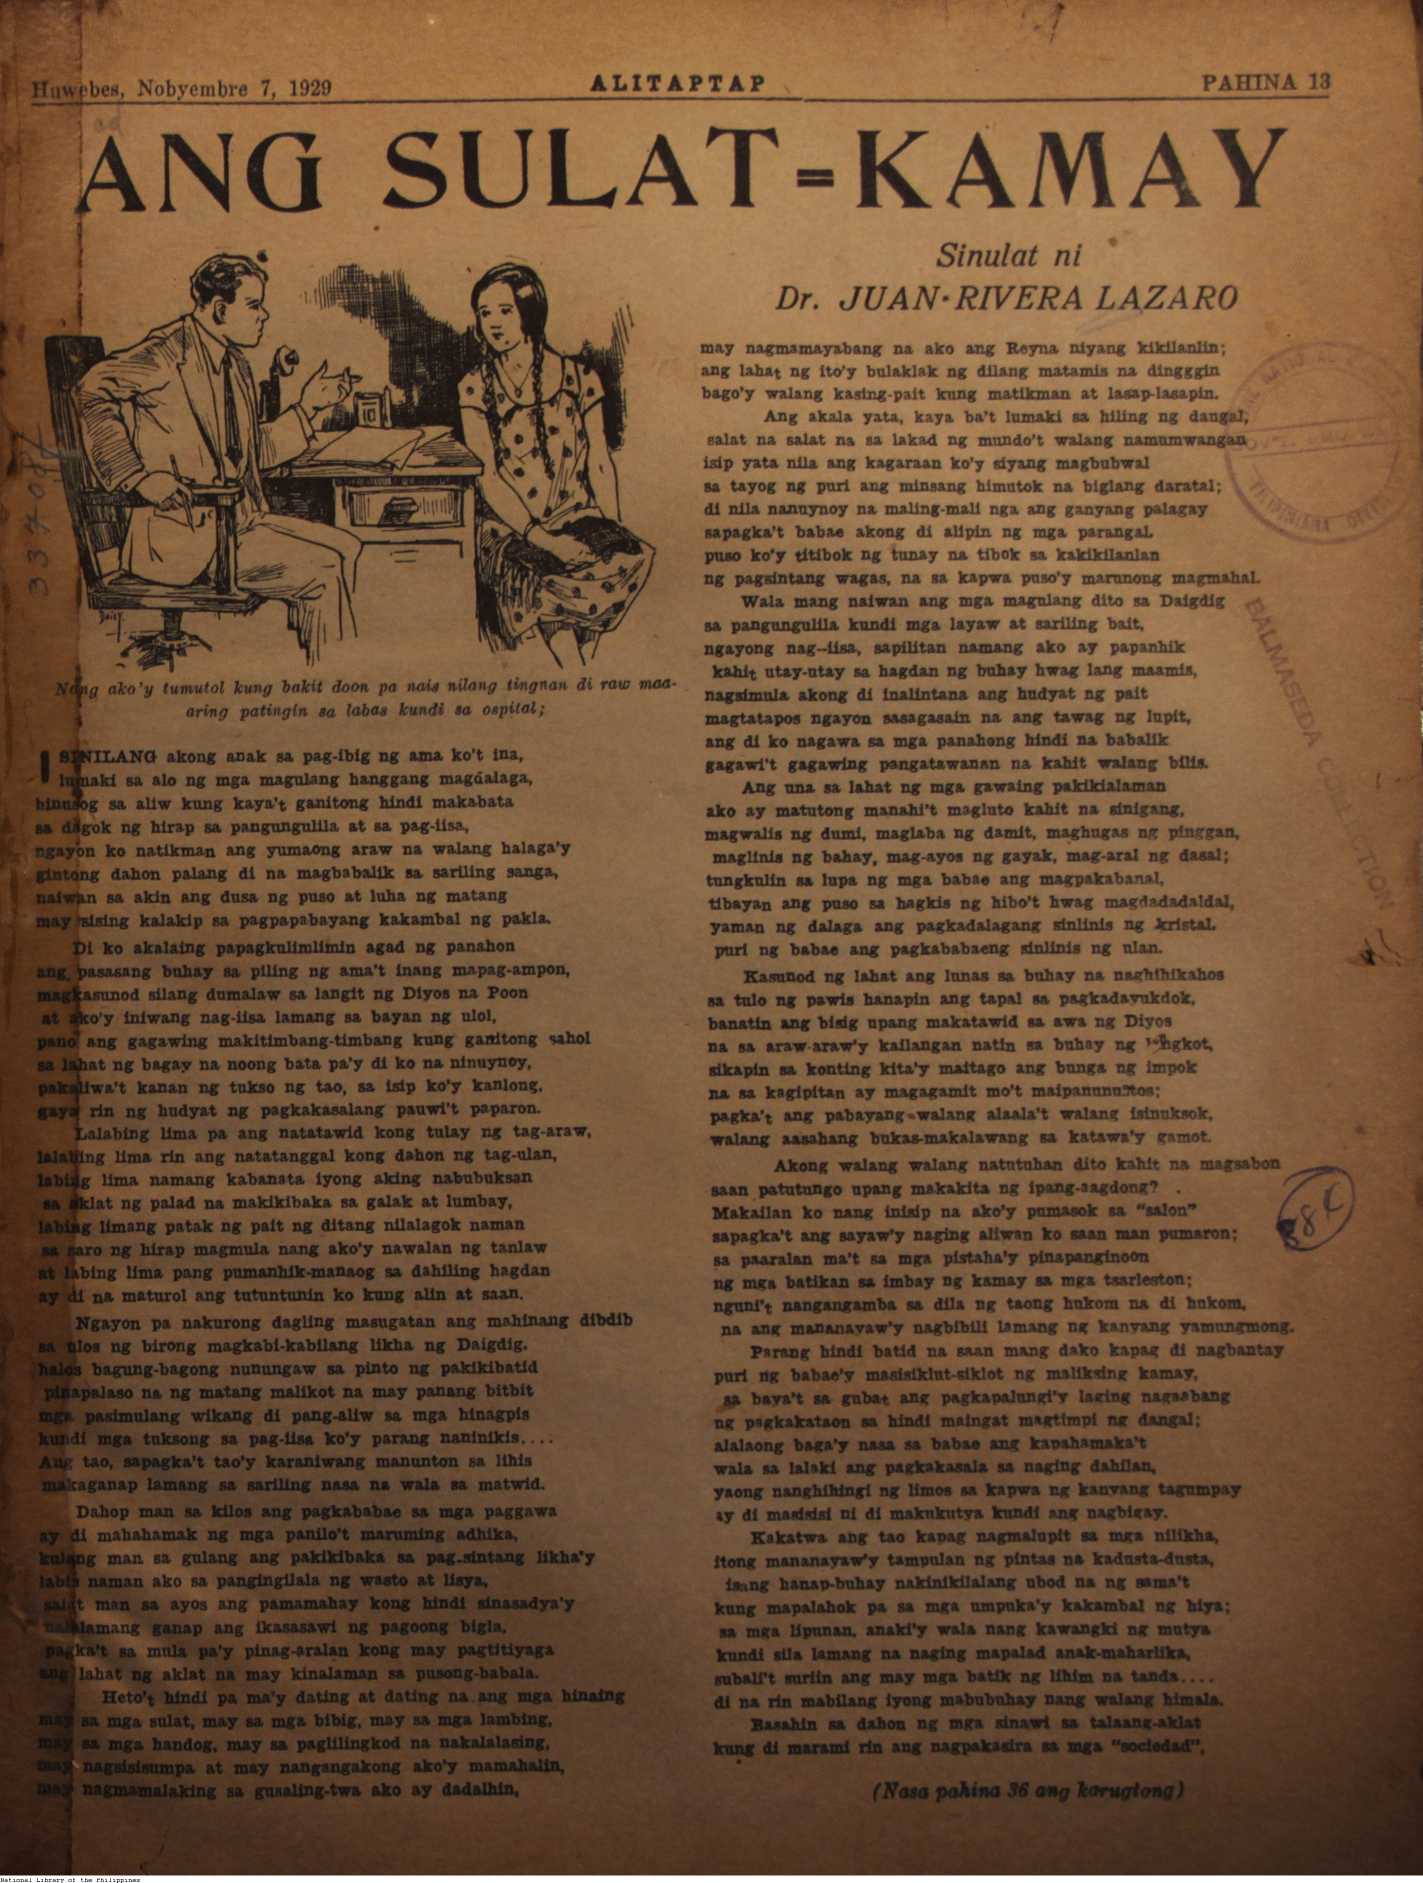 Huwebes, Nobyembre 7, 1929
ALITAPTAP
PAHINA 13
ANG SULAT=KAMAY
Sinulat ni
Dr. JUAN-RIVERA LAZARO
Nang ako'y tumutol kung bakit doon pa nais nilang tingnan di raw maa-
aring patingin sa labas kundi sa ospital;
ISINILANG akong anak sa pag-ibig ng ama ko't ina,
lumaki sa alo ng mga magulang hanggang magdalaga,
binusog sa aliw kung kaya't ganitong hindi makabata
sa dagok ng hirap sa pangungulila at sa pag-iisa,
ngayon ko natikman ang yumaong araw na walang halaga'y
gintong dahon palang di na magbabalik sa sariling sanga,
naiwan sa akin ang dusa ng puso at luha ng matang
may sising kalakip sa pagpapabayang kakambal ng pakla.
Di ko akalaing papagkulimlimin agad ng panahon
ang pasasang buhay sa piling ng ama't inang mapag-ampon,
magkasunod silang dumalaw sa langit ng Diyos na Poon
at ako'y iniwang nag-iisa lamang sa bayan ng ulol,
pano ang gagawing makitimbang-timbang kung ganitong sahol
sa lahat ng bagay na noong bata pa'y di ko na ninuynoy,
pakaliwa't kanan ng tukso ng tao, sa isip ko'y kanlong,
gaya rin ng hudyat ng pagkakasalang pauwi't paparon.
Lalabing lima pa ang natatawid kong tulay ng tag-araw,
lalabing lima rin ang natatanggal kong dahon ng tag-ulan,
labing lima namang kabanata iyong aking nabubuksan
sa aklat ng palad na makikibaka sa galak at lumbay,
labing limang patak ng pait ng ditang nilalagok naman
sa saro ng hirap magmula nang ako'y nawalan ng tanlaw
at labing lima pang pumanhik-manaog sa dahiling hagdan
ay di na maturol ang tutuntunin ko kung alin at saan.
Ngayon pa nakurong dagling masugatan ang mahinang dibdib
sa ulos ng birong magkabi-kabilang likha ng Daigdig.
halos bagung-bagong nunungaw sa pinto ng pakikibatid
pinapalaso na ng matang malikot na may panang bitbit
mga pasimulang wikang di pang-aliw sa mga hinagpis
kundi mga tuksong sa pag-iisa ko'y parang naninikis....
Ang tao, sapagka't tao'y karaniwang manunton sa lihis
makaganap lamang sa sariling nasa na wala sa matwid.
Dahop man sa kilos ang pagkababae sa mga paggawa
ay di mahahamak ng mga panilo't maruming adhika,
kulang man sa gulang ang pakikibaka sa pag-sintang likha'y
labis naman ako sa pangingilala ng wasto at lisya,
salat man sa ayos ang pamamahay kong hindi sinasadya'y
nalalamang ganap ang ikasasawi ng pagoong bigla,
pagka't sa mula pa'y pinag-aralan kong may pagtitiyaga
ang lahat ng aklat na may kinalaman sa pusong-babala.
Heto't hindi pa ma'y dating at dating na ang mga hinaing
may sa mga sulat, may sa mga bibig, may sa mga lambing,
may sa mga handog, may sa paglilingkod na nakalalasing,
may nagsisisumpa at may nangangakong ako'y mamahalin,
may nagmamalaking sa gusaling-twa ako ay dadalhin,
may nagmamayabang na ako ang Reyna niyang kikilanlin;
ang lahat ng ito'y bulaklak ng dilang matamis na dingggin
bago'y walang kasing-pait kung matikman at lasap-lasapin.
Ang akala yata, kaya ba't lumaki sa hiling ng dangal,
salat na salat na sa lakad ng mundo't walang namumwangan
isip yata nila ang kagaraan ko'y siyang magbubwal
sa tayog ng puri ang minsang himutok na biglang daratal;
di nila nanuynoy na maling-mali nga ang ganyang palagay
sapagka't babae akong di alipin ng mga parangal,
puso ko'y titibok ng tunay na tibok sa kakikilanlan
ng pagsintang wagas, na sa kapwa puso'y marunong magmahal.
Wala mang naiwan ang mga magulang dito sa Daigdig
sa pangungulila kundi mga layaw at sariling bait,
ngayong nag--iisa, sapilitan namang ako ay papanhik
kahit utay-utay sa hagdan ng buhay hwag lang maamis,
nagsimula akong di inalintana ang hudyat ng pait
magtatapos ngayon sasagasain na ang tawag ng lupit,
ang di ko nagawa sa mga panahong hindi na babalik
gagawi't gagawing pangatawanan na kahit walang bilis.
Ang una sa lahat ng mga gawaing pakikialaman
ako ay matutong manahi't magluto kahit na sinigang,
magwalis ng dumi, maglaba ng damit, maghugas ng pinggan,
maglinis ng bahay, mag-ayos ng gayak, mag-aral ng dasal;
tungkulin sa lupa ng mga babae ang magpakabanal,
tibayan ang puso sa hagkis ng hibo't hwag magdadadaldal,
yaman ng dalaga ang pagkadalagang sinlinis ng kristal,
puri ng babae ang pagkababaeng sinlinis ng ulan.
Kasunod ng lahat ang lunas sa buhay na naghihikahos
sa tulo ng pawis hanapin ang tapal sa pagkadayukdok,
banatin ang bisig upang makatawid sa awa ng Diyos
na sa araw-araw'y kailangan natin sa buhay ng
sikapin sa konting kita'y maitago ang bunga ng impok
na sa kagipitan ay magagamit mo't maipanunustos;
pagka't ang pabayang-walang alaala't walang isinuksok,
walang aasahang bukas-makalawang sa katawa'y gamot.
Akong walang walang natutuhan dito kahit na magsabon
saan patutungo upang makakita ng ipang-aagdong?
Makailan ko nang inisip na ako'y pumasok sa "salon"
sapagka't ang sayaw'y naging aliwan ko saan man pumaron;
sa paaralan ma't sa mga pistaha'y pinapanginoon
ng mga batikan sa imbay ng kamay sa mga tsarleston;
nguni't nangangamba sa dila ng taong hukom na di hukom,
na ang mananayaw'y nagbibili lamang ng kanyang yamungmong.
Parang hindi batid na saan mang dako kapag di nagbantay
puri ng babae'y masisiklut-siklot ng maliksing kamay,
sa baya't sa gubat ang pagkapalungi'y laging nagaabang
ng pagkakataon sa hindi maingat magtimpi ng dangal;
alalaong baga'y nasa sa babae ang kapahamaka't
wala sa lalaki ang pagkakasala sa naging dahilan,
yaong nanghihingi ng limos sa kapwa ng kanyang tagumpay
ay di masisisi ni di makukutya kundi ang nagbigay.
Kakatwa ang tao kapag nagmalupit sa mga nilikha,
itong mananayaw'y tampulan ng pintas na kadusta-dusta,
isang hanap-buhay nakinikilalang ubod na ng sama't
kung mapalahok pa sa mga umpuka'y kakambal ng hiya;
sa mga lipunan, anaki'y wala nang kawangki ng mutya
kundi sila lamang na naging mapalad anak-maharlika,
subali't suriin ang may mga batik ng lihim na tanda....
di na rin mabilang iyong mabubuhay nang walang himala.
Basahin sa dahon ng mga sinawi sa talaang-aklat
kung di marami rin ang nagpakasira sa mga "sociedad",
(Nasa pahina 36 ang karugtong)
BALMASEDA COLLECTION
National Library of the Philippines